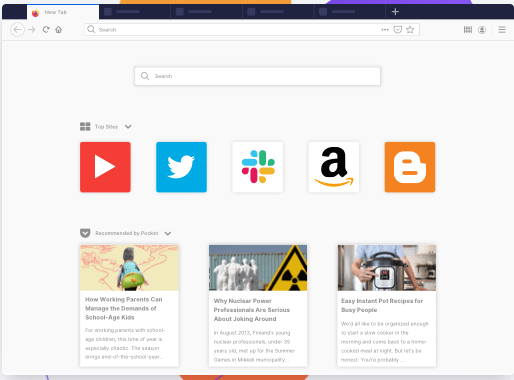 New Tab
Search
Search
Top Sites
a
Recommended by Pocket
How Working Parents Can
Manage the Demands of
School-Age Kids
For working parents with school-
age children, this time of year is
especially chaotic. The season
brings end-of-the-school-year...
Why Nuclear Power
Professionals Are Serious
About Joking Around
In August 2013, Finland's young
nuclear professionals, under 35
years old, met up for the Summer
Games in Mikkeli municipality...
Easy Instant Pot Recipes for
Busy People
We'd all like to be organized enough
to start a slow cooker in the
morning and come back to a home-
cooked meal at night. But let's be
honest: You're probably...